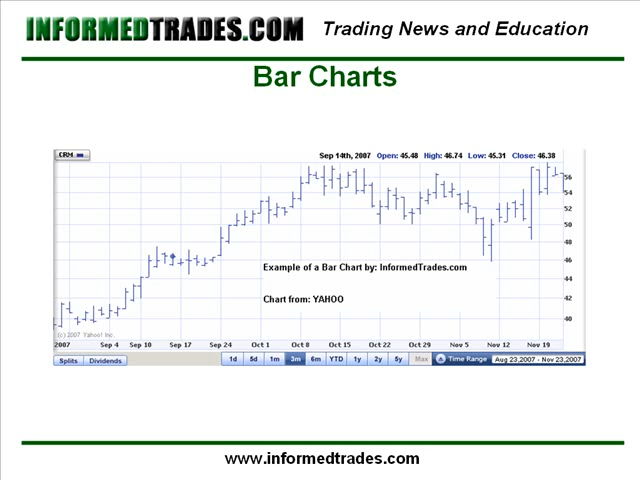 INFORMEDTRADES.COM Trading News and Education
Bar Charts
CRM Sep 14th, 2007 Open: 45.48 High: 46.74 Low: 45.31 Close: 46.38
56
54
52
50
48
46
44
42
40
Example of a Bar Chart by: InformedTrades.com
Chart from: YAHOO
(c) 2007 Yahoo! Inc.
2007 Sep 4 Sep 10 Sep 17 Sep 24 Oct 1 Oct 8 Oct 15 Oct 22 Oct 29 Nov 5 Nov 12 Nov 19
Splits Dividends 1d 5d 1m 3m 6m YTD 1y 2y 5y Max Time Range Aug 23,2007 - Nov 23,2007
www.informedtrades.com